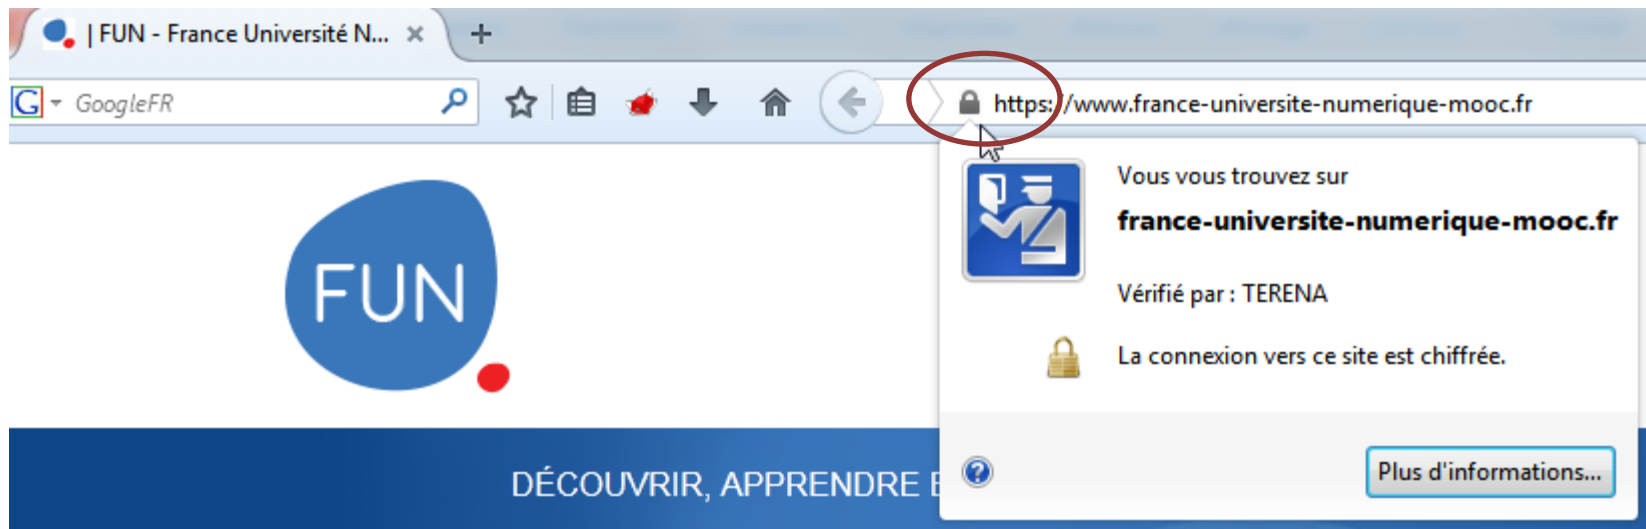 | FUN - France Université N...
GoogleFR
https://www.france-universite-numerique-mooc.fr
Vous vous trouvez sur
france-universite-numerique-mooc.fr
Vérifié par : TERENA
La connexion vers ce site est chiffrée.
Plus d'informations...
FUN
DÉCOUVRIR, APPRENDRE